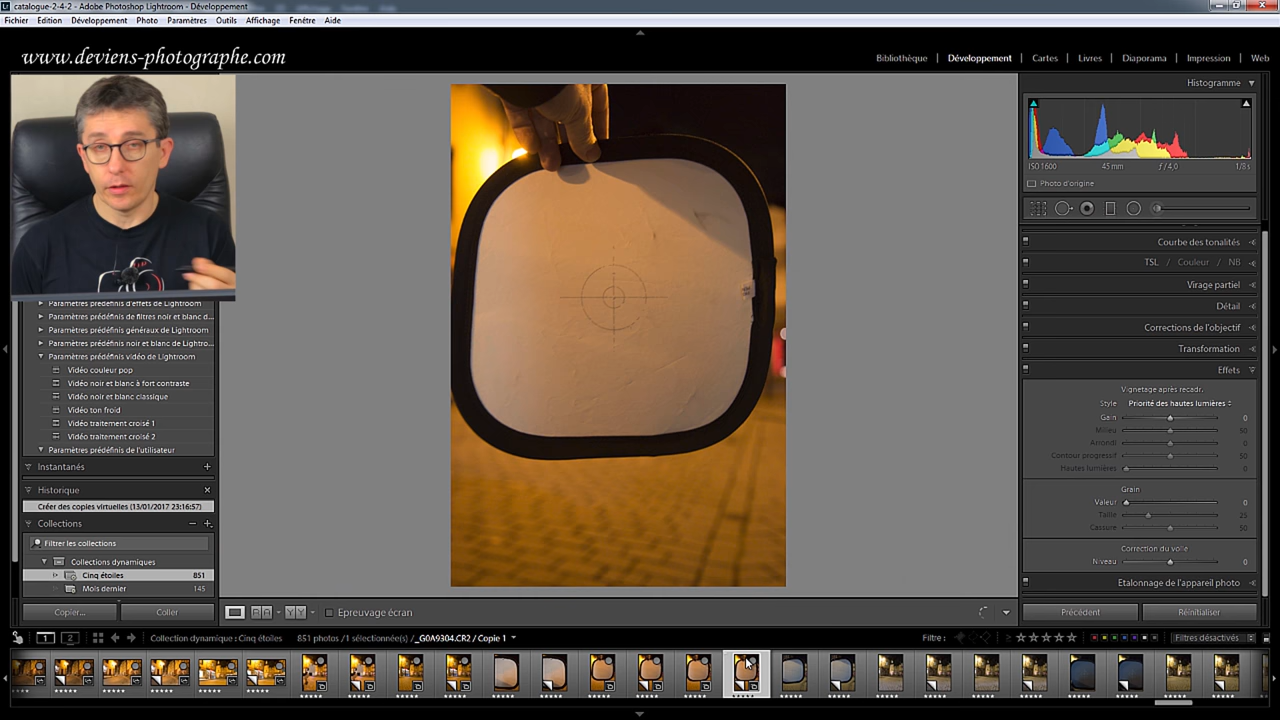 catalogue-2-4-2 - Adobe Photoshop Lightroom - Développement
Fichier Edition Développement Photo Paramètres Outils Affichage Fenêtre Aide
www.deviens-photographe.com
Bibliothèque Développement Cartes Livres Diaporama Impression Web
Histogramme
ISO 1600 45 mm ƒ / 4,0 1/8s
Photo d'origine
Courbe des tonalités
TSL / Couleur / NB
Virage partiel
Détail
Corrections de l'objectif
Transformation
Effets
Vignetage après recadr.
Style Priorité des hautes lumières
Gain 0
Milieu 50
Arrondi 0
Contour progressif 50
Hautes lumières 0
Grain
Valeur 0
Taille 25
Cassure 50
Correction du voile
Niveau 0
Etalonnage de l'appareil photo
Précédent Réinitialiser
Paramètres prédéfinis d'effets de Lightroom
Paramètres prédéfinis de filtres noir et blanc d...
Paramètres prédéfinis généraux de Lightroom
Paramètres prédéfinis noir et blanc de Lightro...
Paramètres prédéfinis vidéo de Lightroom
Vidéo couleur pop
Vidéo noir et blanc à fort contraste
Vidéo noir et blanc classique
Vidéo ton froid
Vidéo traitement croisé 1
Vidéo traitement croisé 2
Paramètres prédéfinis de l'utilisateur
Instantanés
Historique
Créer des copies virtuelles (13/01/2017 23:16:57)
Collections
Filtrer les collections
Collections dynamiques
Cinq étoiles 851
Mois dernier 145
Copier... Coller
Epreuvage écran
1 2 Collection dynamique : Cinq étoiles 851 photos /1 sélectionnée(s) /_G0A9304.CR2 / Copie 1
Filtre : Filtres désactivés